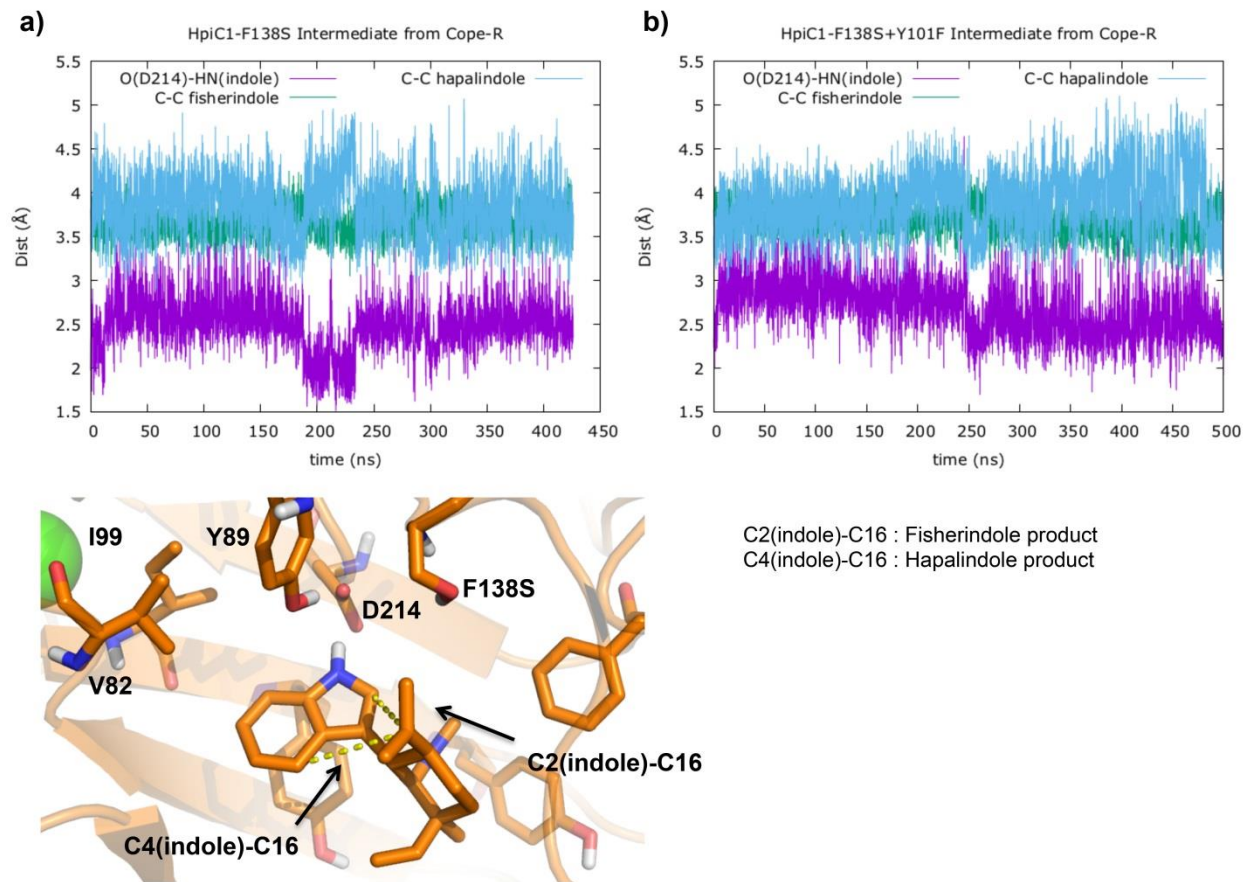 a)
HpiC1-F138S Intermediate from Cope-R
O(D214)-HN(indole)
C-C fisherindole
C-C hapalindole
5.5
5
4.5
4
3.5
3
2.5
2
1.5
Dist (Å)
0 50 100 150 200 250 300 350 400 450
time (ns)
b)
HpiC1-F138S+Y101F Intermediate from Cope-R
O(D214)-HN(indole)
C-C fisherindole
C-C hapalindole
5.5
5
4.5
4
3.5
3
2.5
2
1.5
Dist (Å)
0 50 100 150 200 250 300 350 400 450 500
time (ns)
I99
Y89
D214
F138S
V82
C2(indole)-C16
C4(indole)-C16
C2(indole)-C16 : Fisherindole product
C4(indole)-C16 : Hapalindole product